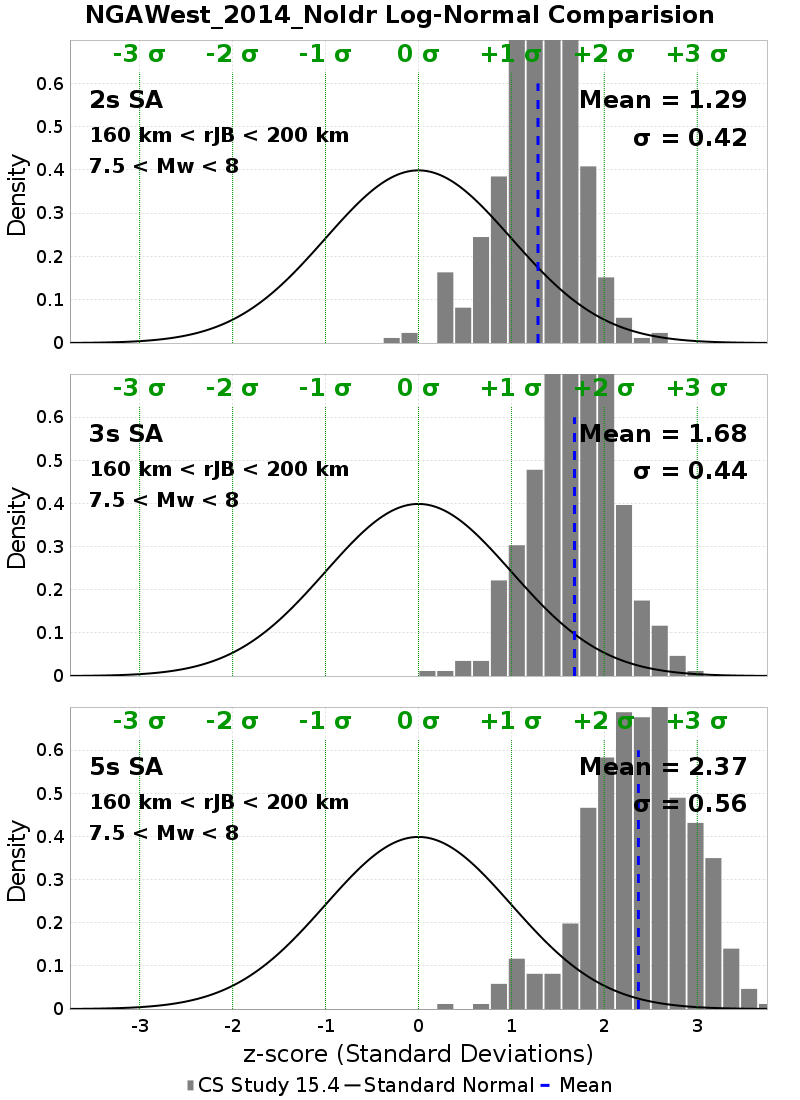 NGAWest_2014_NoIdr Log-Normal Comparision
-3 σ -2 σ -1 σ 0 σ +1 σ +2 σ +3 σ
2s SA Mean = 1.29
160 km < rJB < 200 km σ = 0.42
7.5 < Mw < 8
Density
0.6
0.5
0.4
0.3
0.2
0.1
0
-3 σ -2 σ -1 σ 0 σ +1 σ +2 σ +3 σ
3s SA Mean = 1.68
160 km < rJB < 200 km σ = 0.44
7.5 < Mw < 8
Density
0.6
0.5
0.4
0.3
0.2
0.1
0
-3 σ -2 σ -1 σ 0 σ +1 σ +2 σ +3 σ
5s SA Mean = 2.37
160 km < rJB < 200 km σ = 0.56
7.5 < Mw < 8
Density
0.6
0.5
0.4
0.3
0.2
0.1
0
-3 -2 -1 0 1 2 3
z-score (Standard Deviations)
CS Study 15.4 Standard Normal Mean